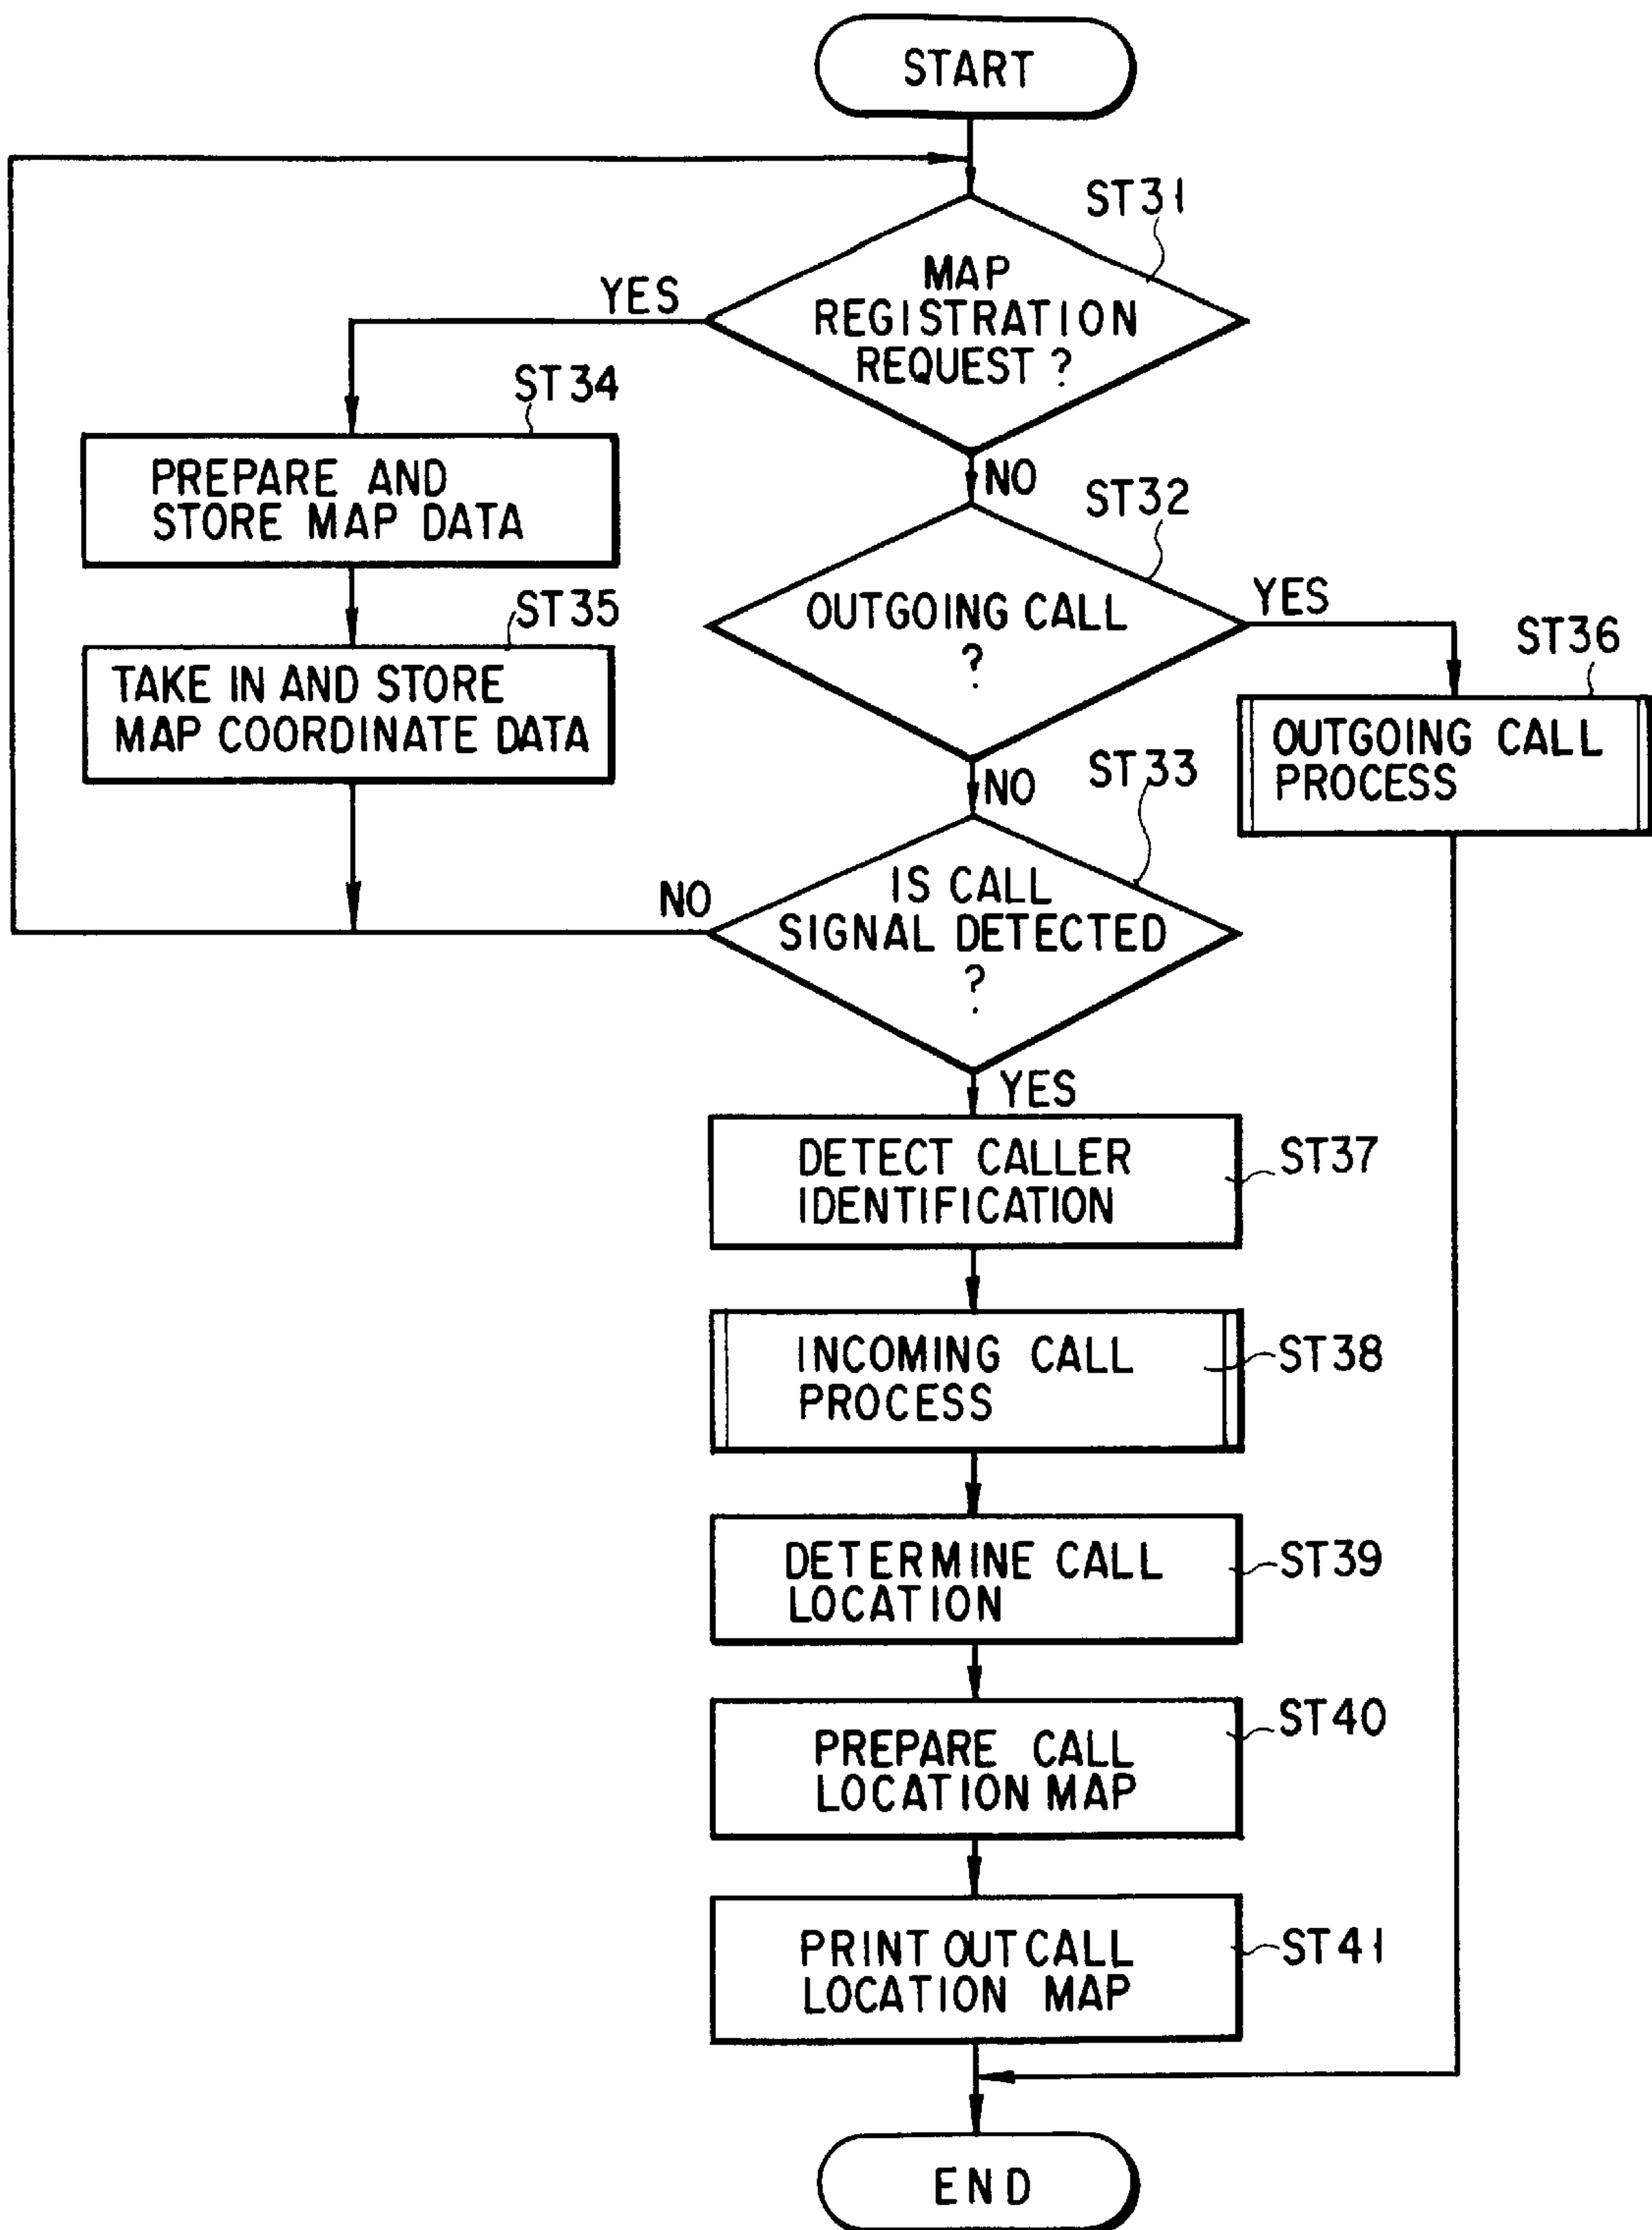 START
ST31
MAP
REGISTRATION
REQUEST ?
YES
NO
ST34
PREPARE AND
STORE MAP DATA
ST35
TAKE IN AND STORE
MAP COORDINATE DATA
ST32
OUTGOING CALL
?
YES
NO
ST36
OUTGOING CALL
PROCESS
ST33
IS CALL
SIGNAL DETECTED
?
NO
YES
DETECT CALLER
IDENTIFICATION
ST37
INCOMING CALL
PROCESS
ST38
DETERMINE CALL
LOCATION
ST39
PREPARE CALL
LOCATION MAP
ST40
PRINT OUT CALL
LOCATION MAP
ST41
END